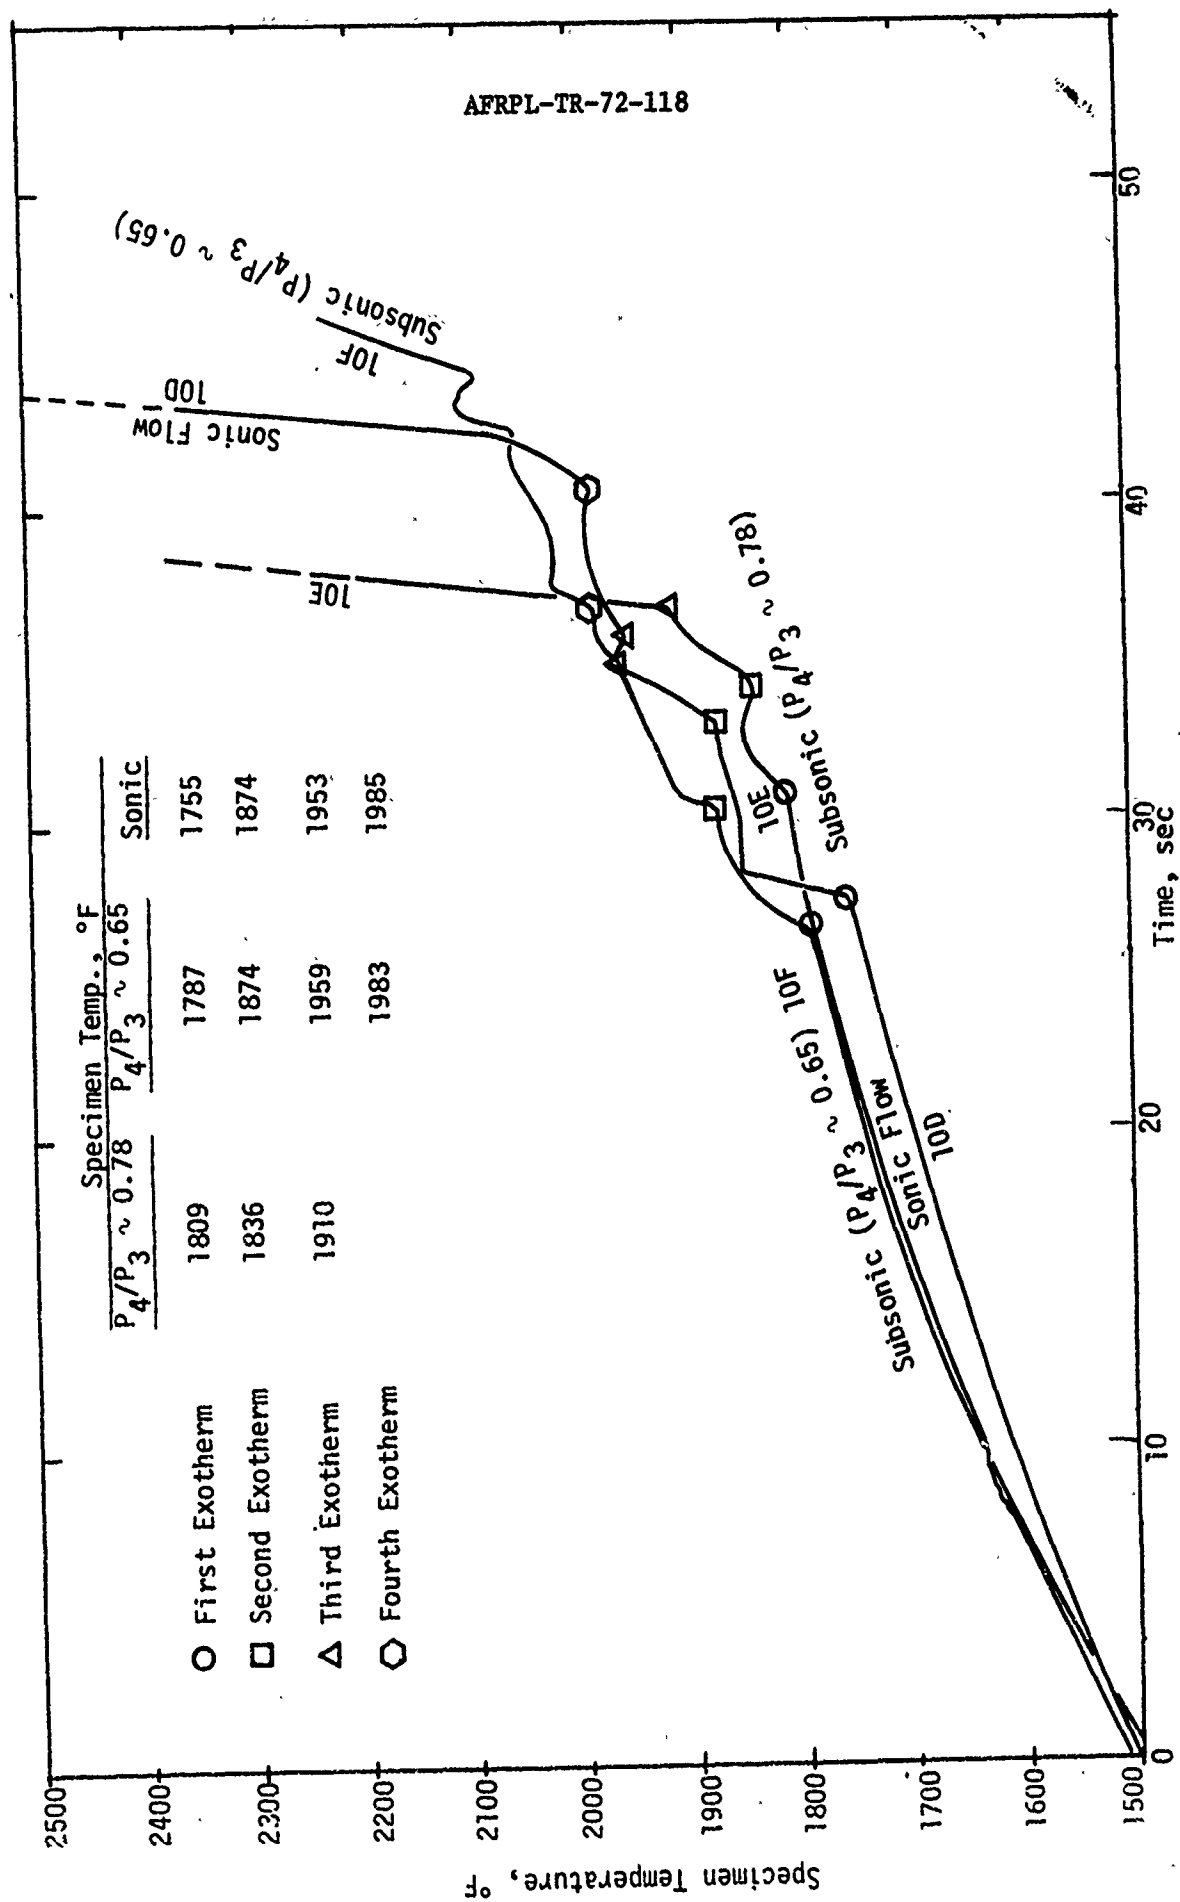 AFRPL-TR-72-118
Specimen Temp., °F
P4/P3 ~ 0.78 P4/P3 ~ 0.65 Sonic
○ First Exotherm 1809 1787 1755
□ Second Exotherm 1836 1874 1874
△ Third Exotherm 1910 1959 1953
⬡ Fourth Exotherm 1983 1985
Specimen Temperature, °F
2500
2400
2300
2200
2100
2000
1900
1800
1700
1600
1500
0
10
20
30
40
50
Time, sec
Subsonic (P4/P3 ~ 0.65) 10F
Sonic Flow
10D
10E
Subsonic (P4/P3 ~ 0.78)
10E
Sonic Flow
10D
10F
Subsonic (P4/P3 ~ 0.65)